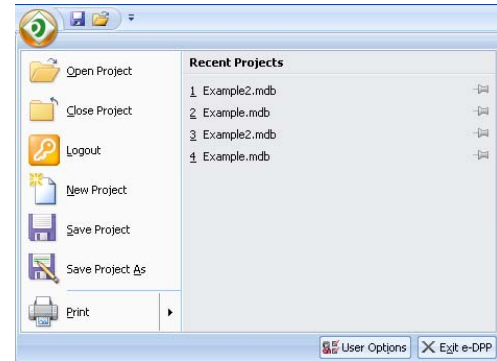 Open Project
Close Project
Logout
New Project
Save Project
Save Project As
Print
Recent Projects
1 Example2.mdb
2 Example.mdb
3 Example2.mdb
4 Example.mdb
User Options
Exit e-DPP